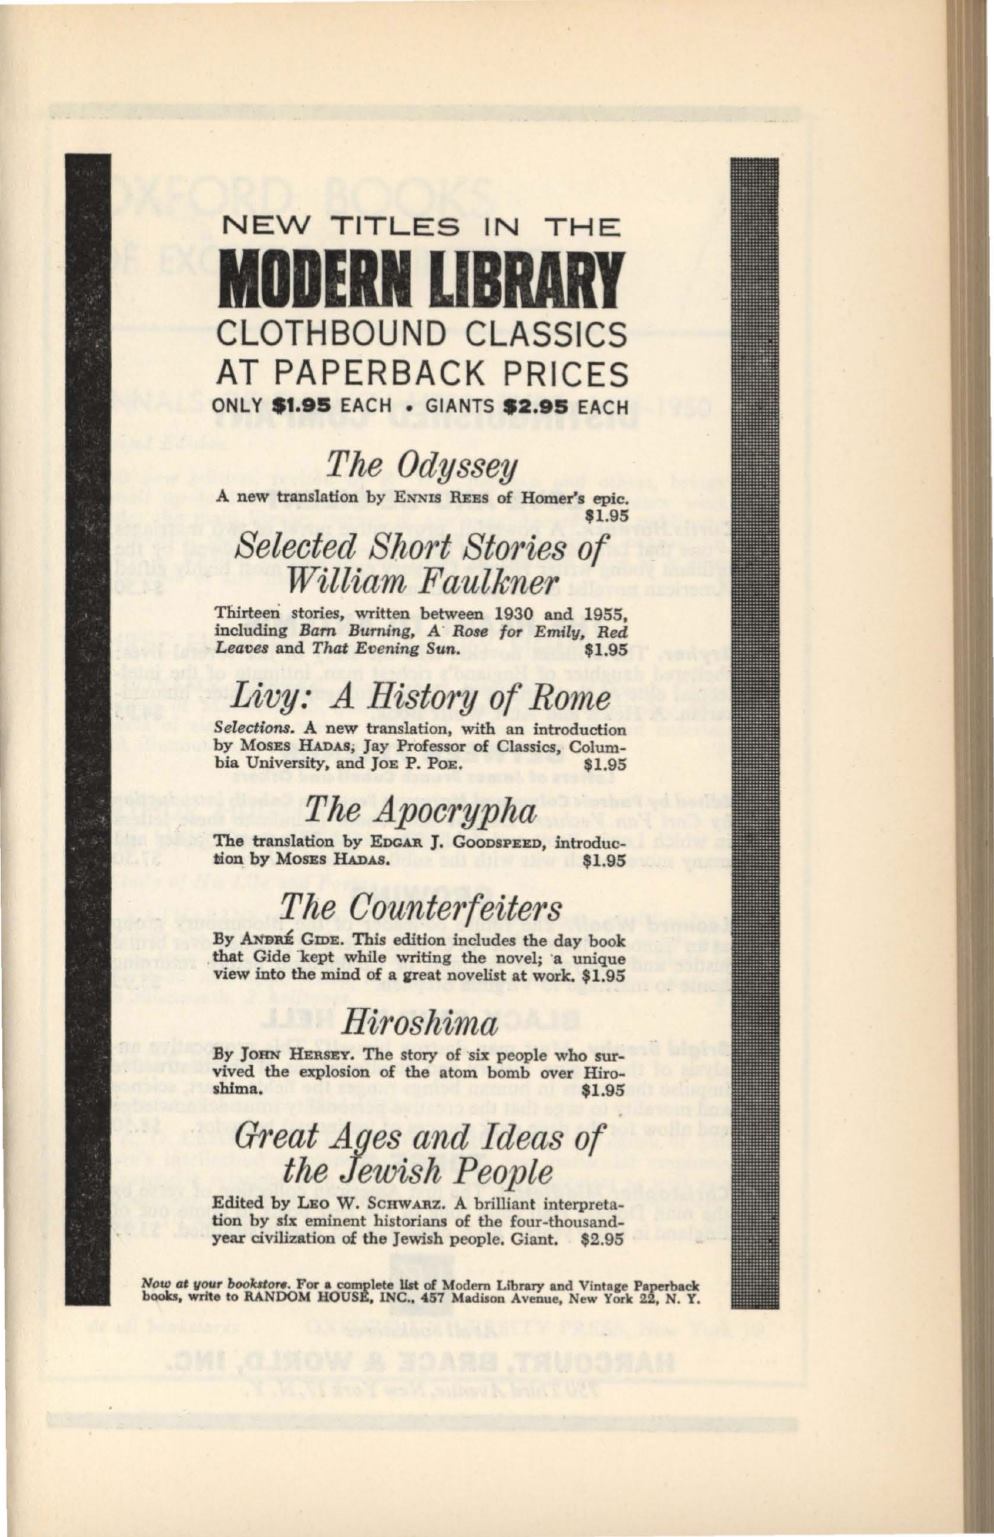 NEW TITLES IN THE
MODERN LIBRARY
CLOTHBOUND CLASSICS
AT PAPERBACK PRICES
ONLY $1.95 EACH • GIANTS $2.95 EACH
The Odyssey
A new translation by ENNIS REES of Homer's epic.
$1.95
Selected Short Stories of
William Faulkner
Thirteen stories, written between 1930 and 1955,
including Barn Burning, A Rose for Emily, Red
Leaves and That Evening Sun. $1.95
Livy: A History of Rome
Selections. A new translation, with an introduction
by MOSES HADAS, Jay Professor of Classics, Colum-
bia University, and JOE P. POE. $1.95
The Apocrypha
The translation by EDGAR J. GOODSPEED, introduc-
tion by MOSES HADAS. $1.95
The Counterfeiters
By ANDRÉ GIDE. This edition includes the day book
that Gide kept while writing the novel; a unique
view into the mind of a great novelist at work. $1.95
Hiroshima
By JOHN HERSEY. The story of six people who sur-
vived the explosion of the atom bomb over Hiro-
shima. $1.95
Great Ages and Ideas of
the Jewish People
Edited by LEO W. SCHWARZ. A brilliant interpreta-
tion by six eminent historians of the four-thousand-
year civilization of the Jewish people. Giant. $2.95
Now at your bookstore. For a complete list of Modern Library and Vintage Paperback
books, write to RANDOM HOUSE, INC., 457 Madison Avenue, New York 22, N. Y.